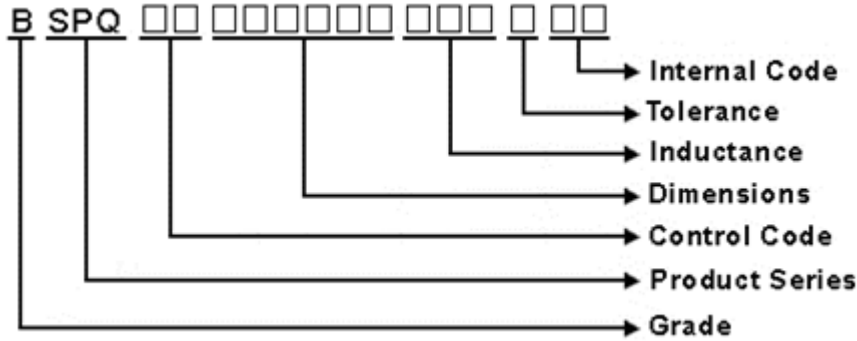 B SPQ □□ □□□□□□ □□□ □ □□
Internal Code
Tolerance
Inductance
Dimensions
Control Code
Product Series
Grade